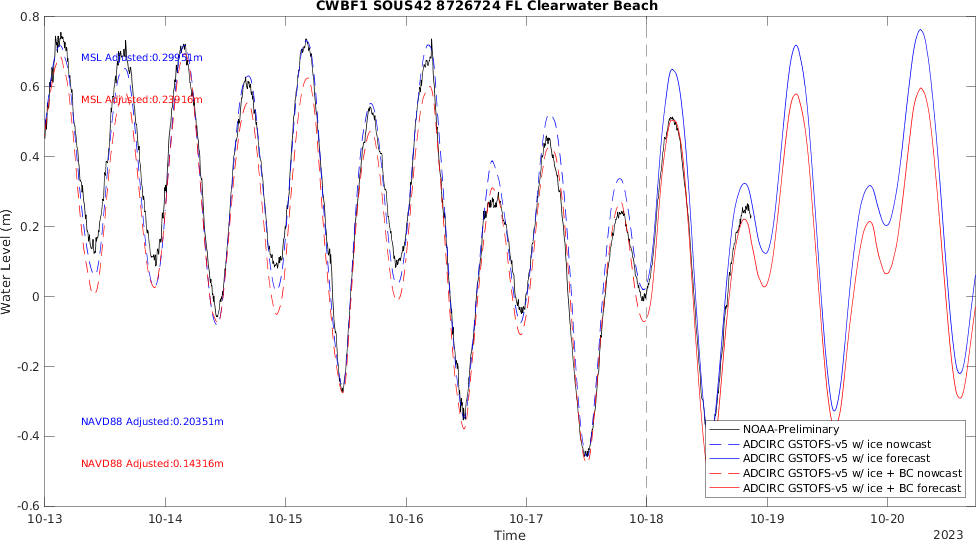 CWBF1 SOUS42 8726724 FL Clearwater Beach
Water Level (m)
0.8
0.6
0.4
0.2
0
-0.2
-0.4
-0.6
MSL Adjusted:0.29951m
MSL Adjusted:0.23916m
NAVD88 Adjusted:0.20351m
NAVD88 Adjusted:0.14316m
NOAA-Preliminary
ADCIRC GSTOFS-v5 w/ ice nowcast
ADCIRC GSTOFS-v5 w/ ice forecast
ADCIRC GSTOFS-v5 w/ ice + BC nowcast
ADCIRC GSTOFS-v5 w/ ice + BC forecast
10-13 10-14 10-15 10-16 10-17 10-18 10-19 10-20
Time
2023